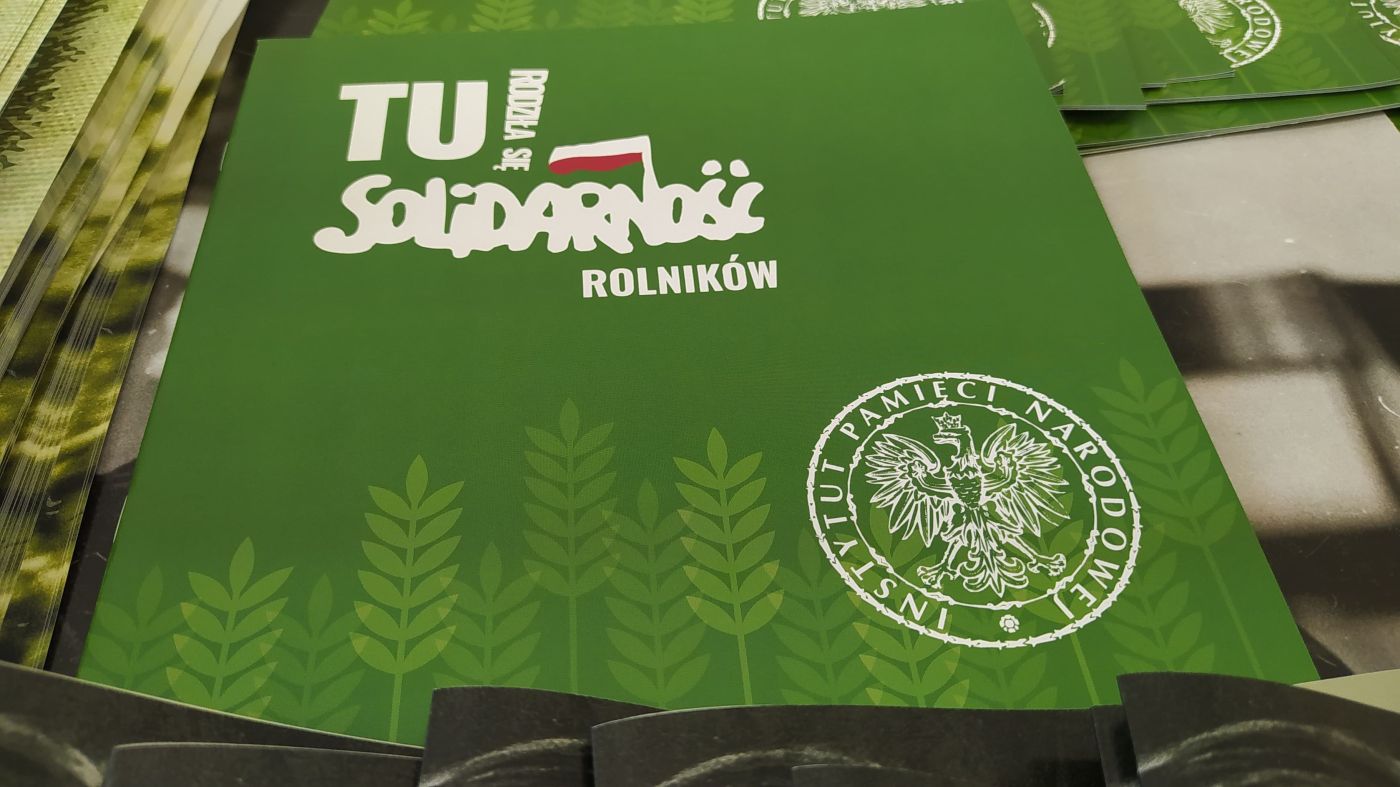 TU
RODZIŁA SIĘ
SOLiDARNOŚĆ
ROLNIKÓW
INSTYTUT PAMIĘCI NARODOWEJ